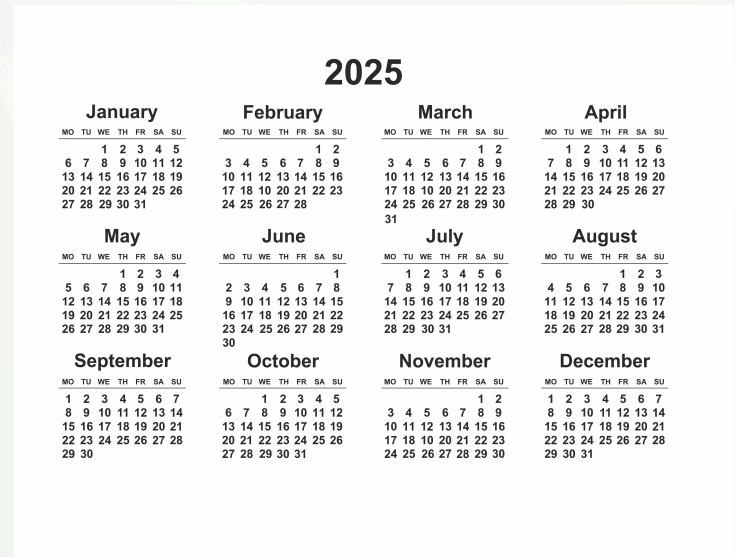 2025
January
MO TU WE TH FR SA SU
1 2 3 4 5
6 7 8 9 10 11 12
13 14 15 16 17 18 19
20 21 22 23 24 25 26
27 28 29 30 31
February
MO TU WE TH FR SA SU
1 2
3 4 5 6 7 8 9
10 11 12 13 14 15 16
17 18 10 20 21 22 23
24 25 26 27 28
March
MO TU WE TH FR SA SU
1 2
3 4 5 6 7 8 9
10 11 12 13 14 15 16
17 18 10 20 21 22 23
24 25 26 27 28 29 30
31
April
MO TU WE TH FR SA SU
1 2 3 4 5 6
7 8 9 10 11 12 13
14 15 16 17 18 19 20
21 22 23 24 25 26 27
28 29 30
May
MO TU WE TH FR SA SU
1 2 3 4
5 6 7 8 9 10 11
12 13 14 15 16 17 18
19 20 21 22 23 24 25
26 27 28 29 30 31
June
MO TU WE TH FR SA SU
1
2 3 4 5 6 7 8
9 10 11 12 13 14 15
16 17 18 19 20 21 22
23 24 25 26 27 28 29
30
July
MO TU WE TH FR SA SU
1 2 3 4 5 6
7 8 9 10 11 12 13
14 15 16 17 18 19 20
21 22 23 24 25 26 27
28 29 30 31
August
MO TU WE TH FR SA SU
1 2 3
4 5 6 7 8 9 10
11 12 13 14 15 16 17
18 19 20 21 22 23 24
25 26 27 28 29 30 31
September
MO TU WE TH FR SA SU
1 2 3 4 5 6 7
8 9 10 11 12 13 14
15 16 17 18 19 20 21
22 23 24 25 26 27 28
29 30
October
MO TU WE TH FR SA SU
1 2 3 4 5
6 7 8 9 10 11 12
13 14 15 16 17 18 19
20 21 22 23 24 25 26
27 28 29 30 31
November
MO TU WE TH FR SA SU
1 2
3 4 5 6 7 8 9
10 11 12 13 14 15 16
17 18 10 20 21 22 23
24 25 26 27 28 29 30
December
MO TU WE TH FR SA SU
1 2 3 4 5 6 7
8 9 10 11 12 13 14
15 16 17 18 19 20 21
22 23 24 25 26 27 28
29 30 31